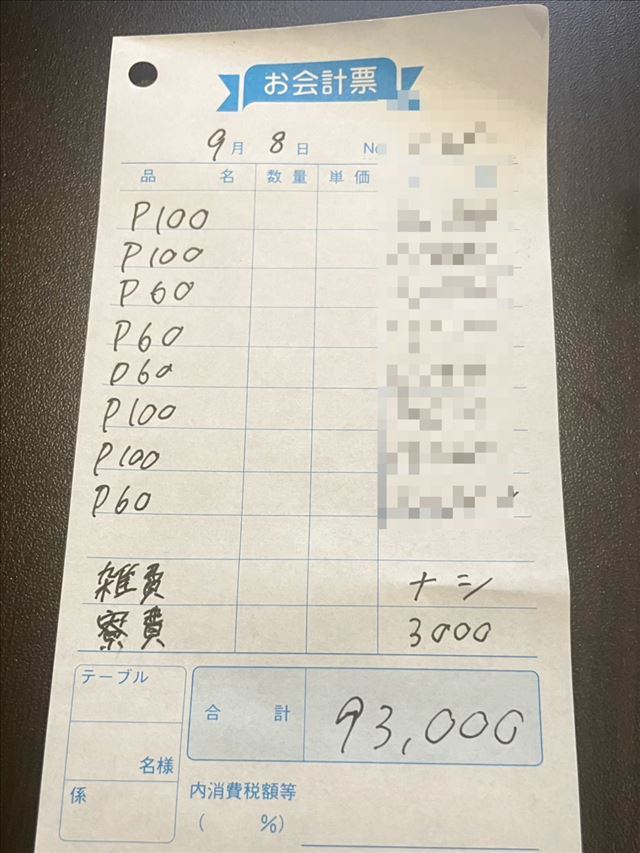 お会計票
9月 8日 No
品名 数量 単価
P100
P100
P60
P60
P60
P100
P100
P60
雑費 ナシ
寮費 3000
テーブル
合計 93,000
名様
係
内消費税額等
( %)